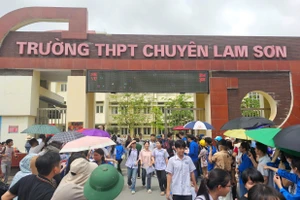 TRƯỜNG THPT CHUYÊN LAM SƠN